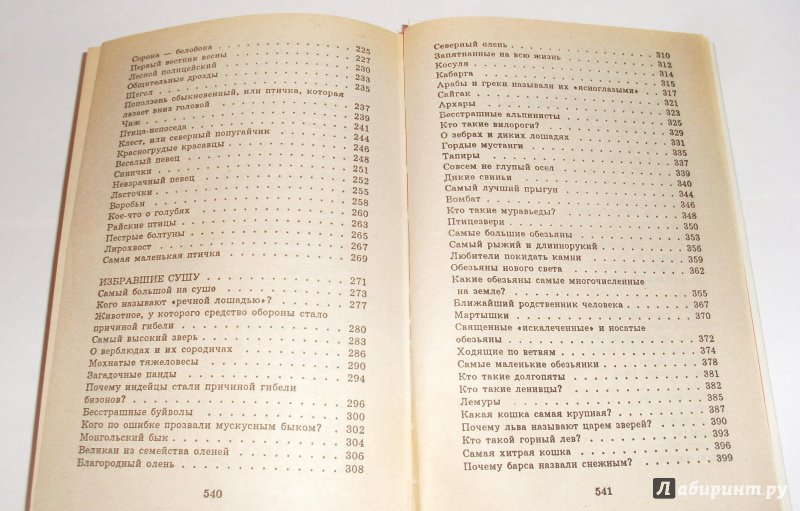 Сорока — белобока . . . 225
Первый вестник весны . . . 227
Лесной полицейский . . . 230
Общательные дрозды . . . 233
Щегол . . . 235
Поползень обыкновенный, или птичка, которая
лазает вниз головой . . . 237
Чиж . . . 239
Птица-непоседа . . . 241
Клест, или северный попугайчик . . . 244
Красногрудые красавцы . . . 246
Веселый певец . . . 248
Синички . . . 251
Невзрачный певец . . . 252
Ласточки . . . 255
Воробьи . . . 258
Кое-что о голубях . . . 260
Райские птицы . . . 263
Пестрые болтуны . . . 265
Лирохвост . . . 267
Самая маленькая птичка . . . 269
ИЗБРАВШИЕ СУШУ . . . 271
Самый большой на суше . . . 273
Кого называют «речной лошадью»? . . . 277
Животное, у которого средство обороны стало
причиной гибели . . . 280
Самый высокий зверь . . . 283
О верблюдах и их сородичах . . . 286
Мохнатые тяжеловесы . . . 290
Загадочные панды . . . 294
Почему индейцы стали причиной гибели
бизонов? . . . 296
Бесстрашные буйволы . . . 300
Кого по ошибке прозвали мускусным быком? . . . 302
Монгольский бык . . . 304
Великан из семейства оленей . . . 306
Благородный олень . . . 308
540
Северный олень . . . 310
Запятнанные на всю жизнь . . . 312
Косуля . . . 314
Кабарга . . . 315
Арабы и греки называли их «ясноглазыми» . . . 317
Сайгак . . . 321
Архары . . . 323
Бесстрашные альпинисты . . . 325
Кто такие вилороги? . . . 329
О зебрах и диких лошадях . . . 331
Гордые мустанги . . . 335
Тапиры . . . 337
Совсем не глупый осел . . . 339
Дикие свиньи . . . 340
Самый лучший прыгун . . . 344
Вомбат . . . 346
Кто такие муравьеды? . . . 348
Птицезвери . . . 350
Самые большие обезьяны . . . 353
Самый рыжий и длиннорукий . . . 356
Любители покидать камни . . . 359
Обезьяны нового света . . . 362
Какие обезьяны самые многочисленные
на земле? . . . 365
Ближайший родственник человека . . . 367
Мартышки . . . 370
Священные «искалеченные» и носатые
обезьяны . . . 372
Ходящие по ветвям . . . 374
Самые маленькие обезьянки . . . 378
Кто такие долгопяты . . . 381
Кто такие ленивцы? . . . 382
Лемуры . . . 385
Какая кошка самая крупная? . . . 387
Почему льва называют царем зверей? . . . 390
Кто такой горный лев? . . . 393
Самая хитрая кошка . . . 396
Почему барса назвали снежным? . . . 399
541
Лабиринт.ру